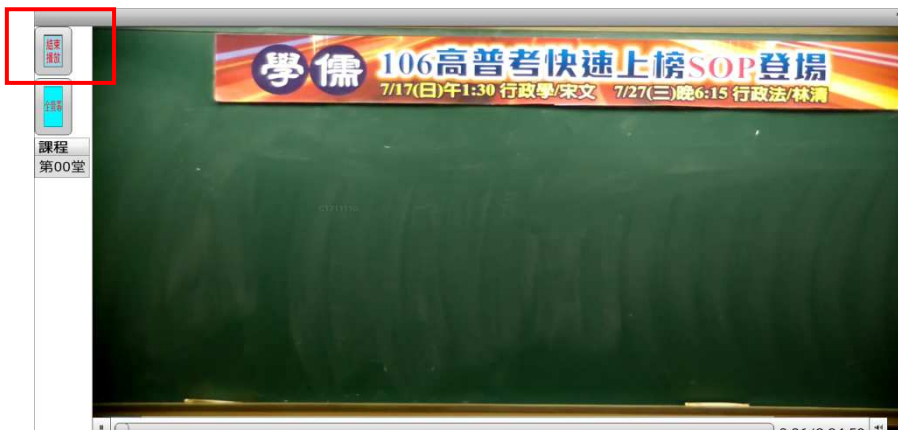 結束
播放
全螢幕
課程
第00堂
學儒 106高普考快速上榜SOP登場
7/17(日)午1:30 行政學/宋文 7/27(三)晚6:15 行政法/林清